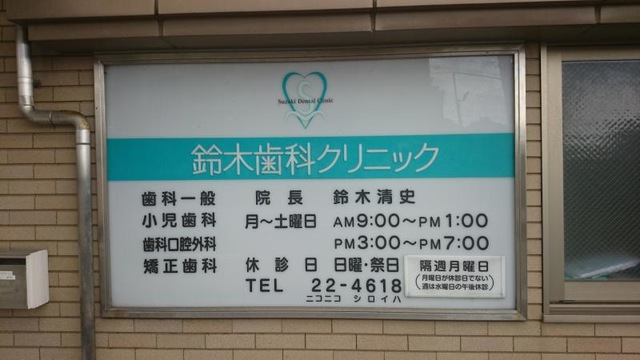 S
Suzuki Dental Clinic
鈴木歯科クリニック
歯科一般 院長 鈴木清史
小児歯科 月〜土曜日 AM9:00〜PM1:00
歯科口腔外科 PM3:00〜PM7:00
矯正歯科 休診日 日曜・祭日
隔週月曜日
(月曜日が休診日でない
週は水曜日の午後休診)
TEL 22-4618
ニコニコ シロイハ